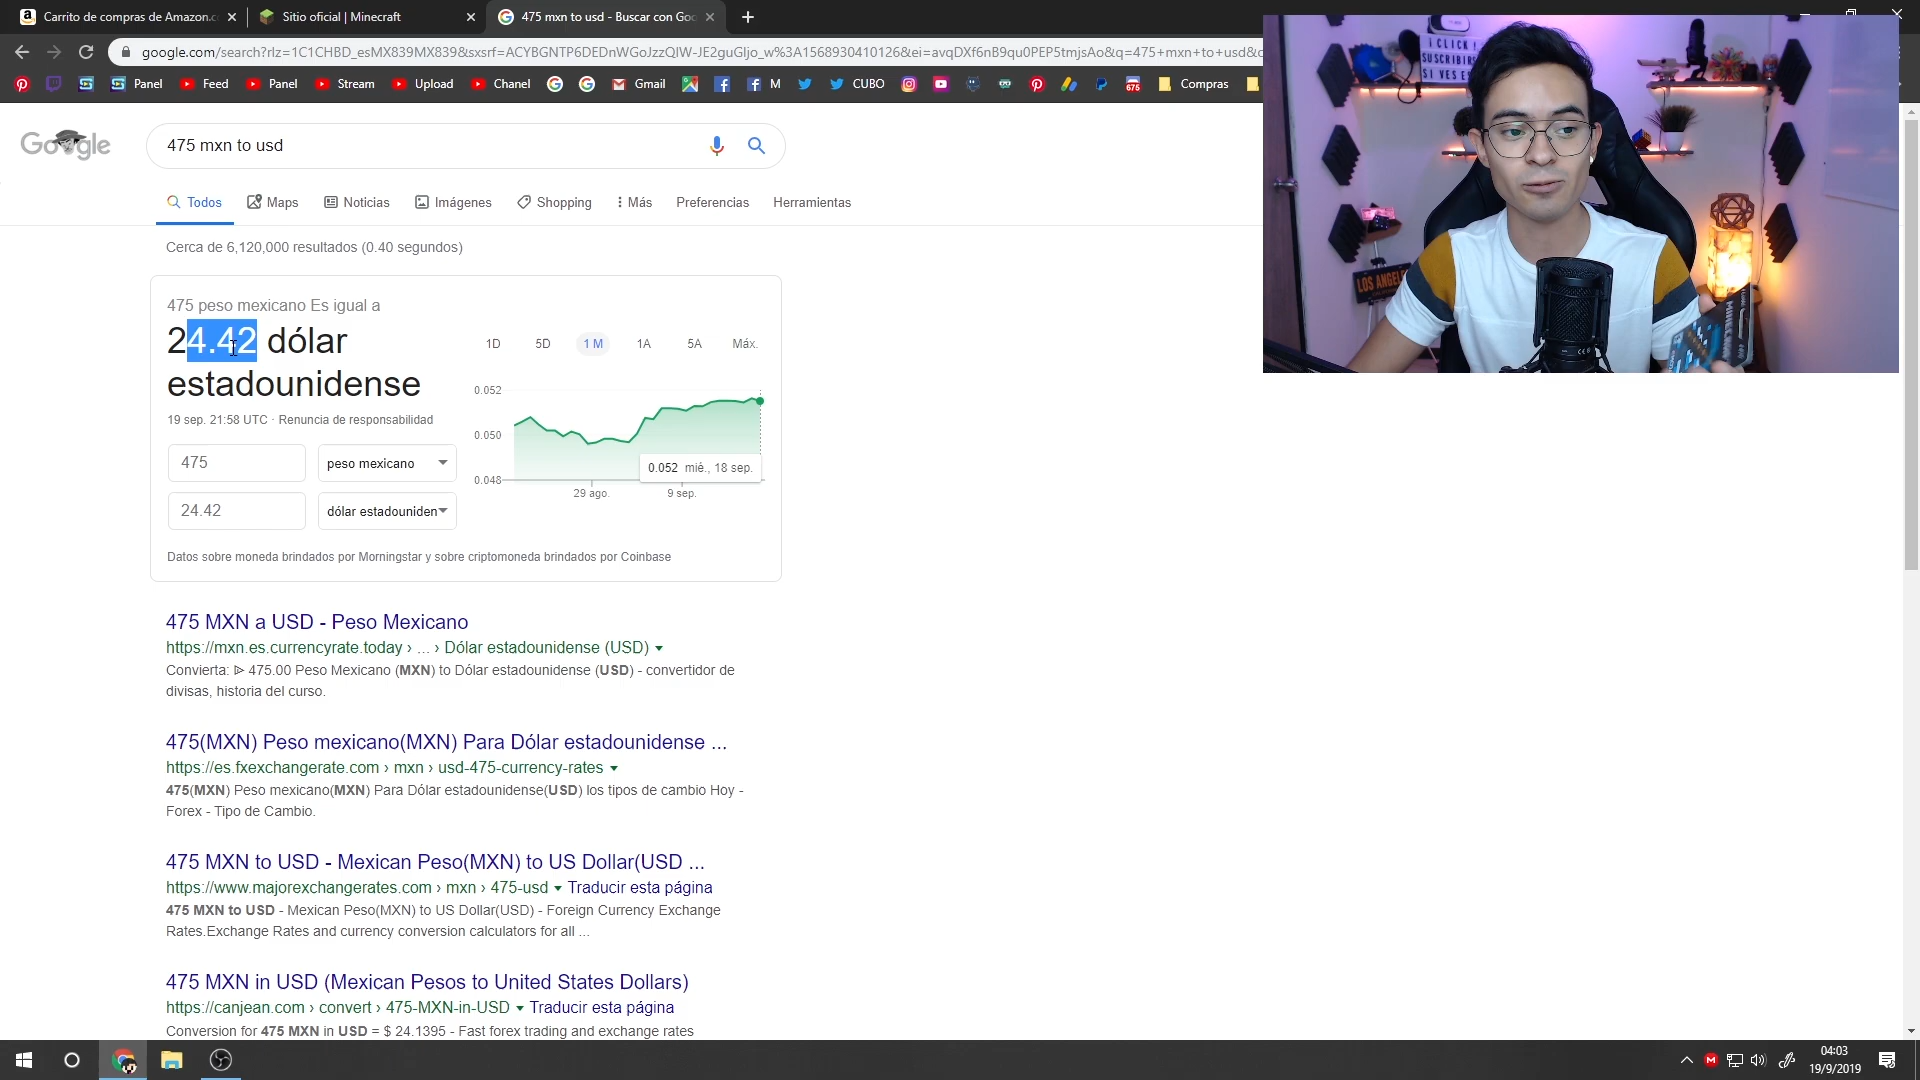 Carrito de compras de Amazon.c
Sitio oficial | Minecraft
475 mxn to usd - Buscar con Goo
google.com/search?rlz=1C1CHBD_esMX839MX839&sxsrf=ACYBGNTP6DEDnWGoJzzQIW-JE2guGljo_w%3A1568930410126&ei=avqDXf6nB9qu0PEP5tmjsAo&q=475+mxn+to+usd&
Panel
Feed
Panel
Stream
Upload
Chanel
Gmail
M
CUBO
675
Compras
I CLICK !
SUSCRIBIRS
SI VES ES
LOS ANGELES
Google
475 mxn to usd
Todos
Maps
Noticias
Imágenes
Shopping
Más
Preferencias
Herramientas
Cerca de 6,120,000 resultados (0.40 segundos)
475 peso mexicano Es igual a
24.42 dólar
estadounidense
19 sep. 21:58 UTC · Renuncia de responsabilidad
475
peso mexicano
24.42
dólar estadouniden
1D
5D
1 M
1A
5A
Máx.
0.052
0.050
0.048
0.052 mié., 18 sep.
29 ago.
9 sep.
Datos sobre moneda brindados por Morningstar y sobre criptomoneda brindados por Coinbase
475 MXN a USD - Peso Mexicano
https://mxn.es.currencyrate.today › ... › Dólar estadounidense (USD)
Convierta: ⊳ 475.00 Peso Mexicano (MXN) to Dólar estadounidense (USD) - convertidor de
divisas, historia del curso.
475(MXN) Peso mexicano(MXN) Para Dólar estadounidense ...
https://es.fxexchangerate.com › mxn › usd-475-currency-rates
475(MXN) Peso mexicano(MXN) Para Dólar estadounidense(USD) los tipos de cambio Hoy -
Forex - Tipo de Cambio.
475 MXN to USD - Mexican Peso(MXN) to US Dollar(USD ...
https://www.majorexchangerates.com › mxn › 475-usd
Traducir esta página
475 MXN to USD - Mexican Peso(MXN) to US Dollar(USD) - Foreign Currency Exchange
Rates.Exchange Rates and currency conversion calculators for all ...
475 MXN in USD (Mexican Pesos to United States Dollars)
https://canjean.com › convert › 475-MXN-in-USD
Traducir esta página
Conversion for 475 MXN in USD = $ 24.1395 - Fast forex trading and exchange rates
04:03
19/9/2019